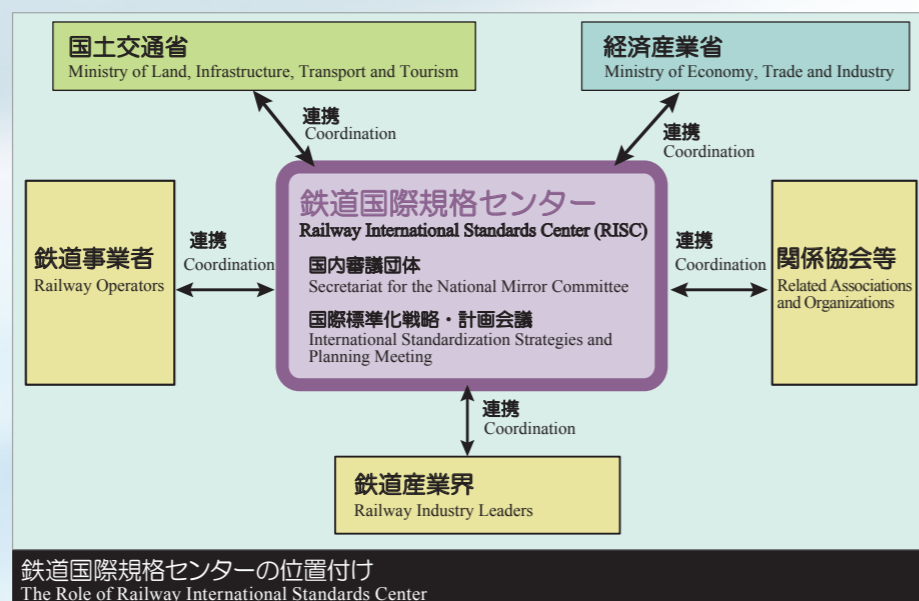 国土交通省
Ministry of Land, Infrastructure, Transport and Tourism
経済産業省
Ministry of Economy, Trade and Industry
連携
Coordination
連携
Coordination
鉄道国際規格センター
Railway International Standards Center (RISC)
国内審議団体
Secretariat for the National Mirror Committee
国際標準化戦略・計画会議
International Standardization Strategies and
Planning Meeting
鉄道事業者
Railway Operators
連携
Coordination
連携
Coordination
関係協会等
Related Associations
and Organizations
連携
Coordination
鉄道産業界
Railway Industry Leaders
鉄道国際規格センターの位置付け
The Role of Railway International Standards Center